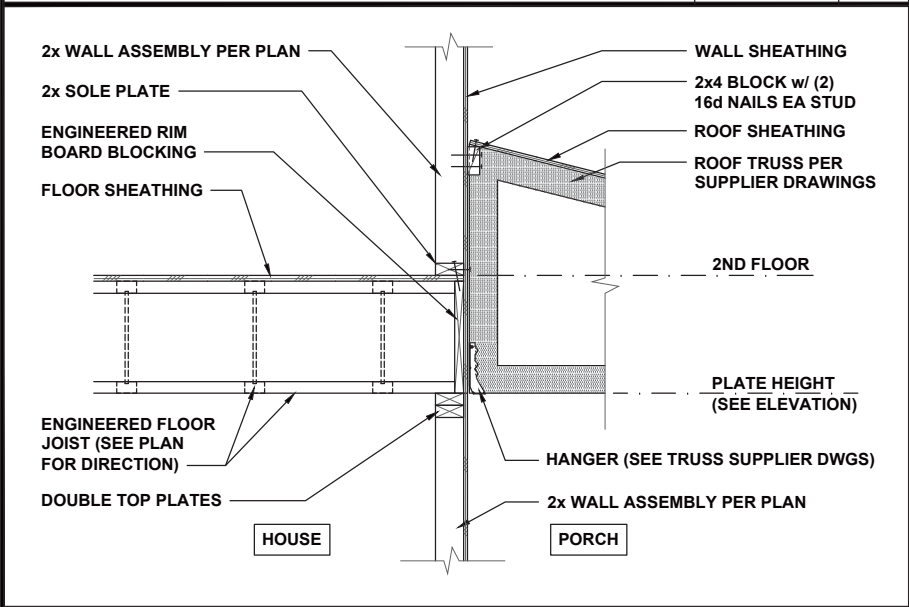 2x WALL ASSEMBLY PER PLAN
2x SOLE PLATE
ENGINEERED RIM
BOARD BLOCKING
FLOOR SHEATHING
ENGINEERED FLOOR
JOIST (SEE PLAN
FOR DIRECTION)
DOUBLE TOP PLATES
HOUSE
WALL SHEATHING
2x4 BLOCK w/ (2)
16d NAILS EA STUD
ROOF SHEATHING
ROOF TRUSS PER
SUPPLIER DRAWINGS
2ND FLOOR
PLATE HEIGHT
(SEE ELEVATION)
HANGER (SEE TRUSS SUPPLIER DWGS)
2x WALL ASSEMBLY PER PLAN
PORCH